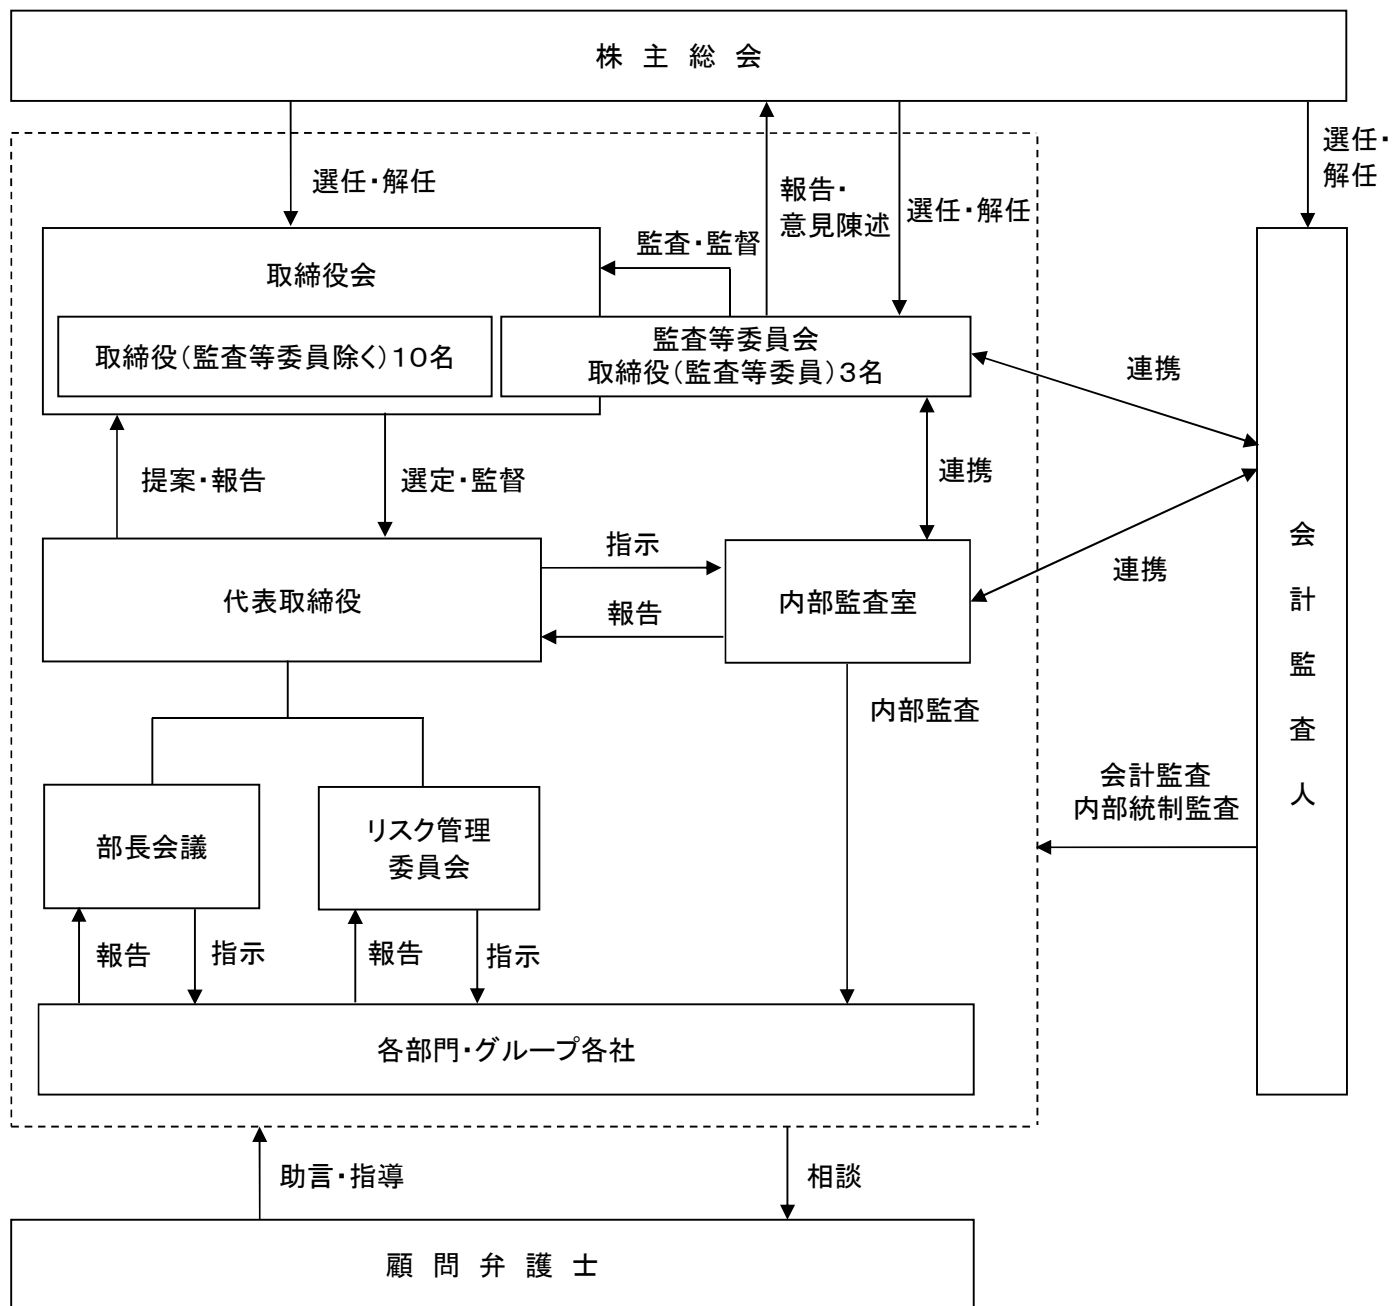 株主総会
選任・解任
報告・
意見陳述
選任・解任
選任・
解任
監査・監督
取締役会
取締役(監査等委員除く)10名
監査等委員会
取締役(監査等委員)3名
連携
提案・報告
選定・監督
連携
代表取締役
指示
報告
内部監査室
連携
会計監査人
内部監査
会計監査
内部統制監査
部長会議
リスク管理
委員会
報告
指示
報告
指示
各部門・グループ各社
助言・指導
相談
顧問弁護士